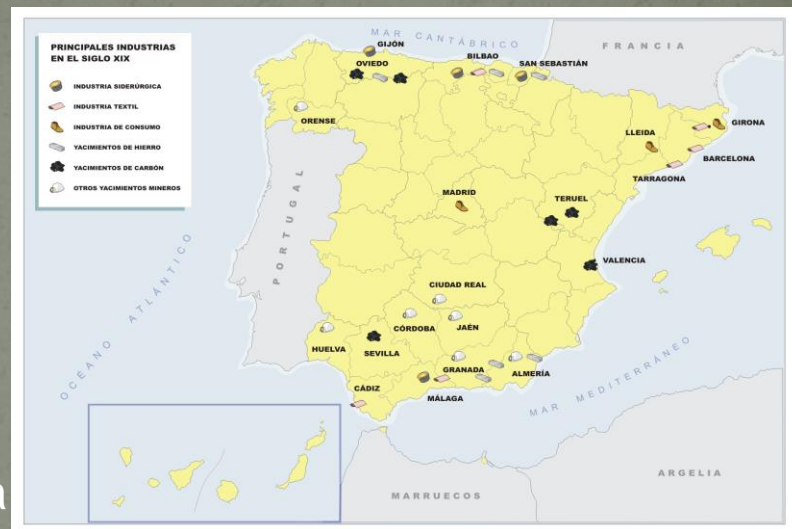 MAR CANTÁBRICO
FRANCIA
PRINCIPALES INDUSTRIAS
EN EL SIGLO XIX
INDUSTRIA SIDERÚRGICA
INDUSTRIA TEXTIL
INDUSTRIA DE CONSUMO
YACIMIENTOS DE HIERRO
YACIMIENTOS DE CARBÓN
OTROS YACIMIENTOS MINEROS
GIJÓN
OVIEDO
BILBAO
SAN SEBASTIÁN
ORENSE
LLEIDA
GIRONA
BARCELONA
TARRAGONA
MADRID
TERUEL
PORTUGAL
VALENCIA
OCÉANO ATLÁNTICO
CIUDAD REAL
CÓRDOBA
JAÉN
HUELVA
SEVILLA
GRANADA
ALMERÍA
CÁDIZ
MÁLAGA
MAR MEDITERRÁNEO
MARRUECOS
ARGELIA
a